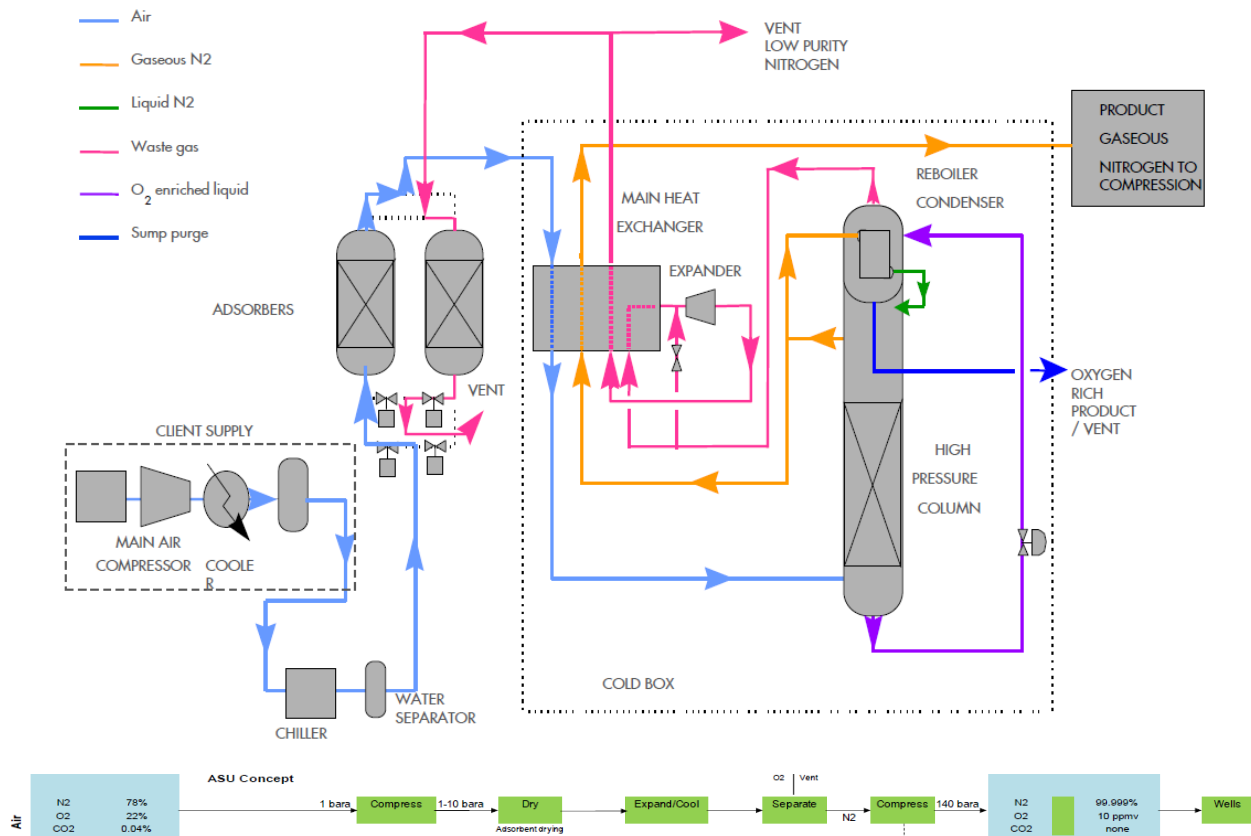 Air
Gaseous N2
Liquid N2
Waste gas
O2 enriched liquid
Sump purge
VENT
LOW PURITY
NITROGEN
PRODUCT
GASEOUS
NITROGEN TO
COMPRESSION
REBOILER
CONDENSER
MAIN HEAT
EXCHANGER
EXPANDER
ADSORBERS
VENT
OXYGEN
RICH
PRODUCT
/ VENT
CLIENT SUPPLY
HIGH
PRESSURE
COLUMN
MAIN AIR
COMPRESSOR
COOLE
R
COLD BOX
WATER
SEPARATOR
CHILLER
ASU Concept
Air
N2 78%
O2 22%
CO2 0.04%
1 bara
Compress
1-10 bara
Dry
Adsorbent drying
Expand/Cool
O2
Vent
Separate
N2
Compress
140 bara
N2 99.999%
O2 10 ppmv
CO2 none
Wells